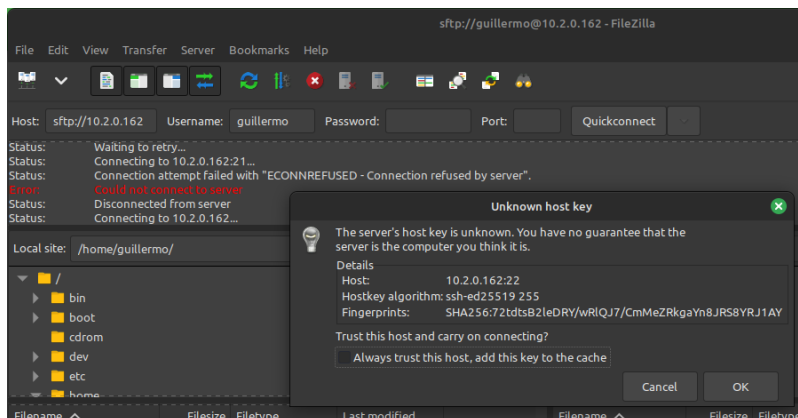 sftp://guillermo@10.2.0.162 - FileZilla
File Edit View Transfer Server Bookmarks Help
Host: sftp://10.2.0.162 Username: guillermo Password: Port: Quickconnect
Status: Waiting to retry...
Status: Connecting to 10.2.0.162:21...
Status: Connection attempt failed with "ECONNREFUSED - Connection refused by server".
Error: Could not connect to server
Status: Disconnected from server
Status: Connecting to 10.2.0.162...
Unknown host key
The server's host key is unknown. You have no guarantee that the
server is the computer you think it is.
Details
Host: 10.2.0.162:22
Hostkey algorithm: ssh-ed25519 255
Fingerprints: SHA256:72tdtsB2leDRY/wRlQJ7/CmMeZRkgaYn8JRS8YRJ1AY
Trust this host and carry on connecting?
Always trust this host, add this key to the cache
Cancel OK
Local site: /home/guillermo/
/
bin
boot
cdrom
dev
etc
home
Filename Filesize Filetype Last modified Filename Filesize Filetype